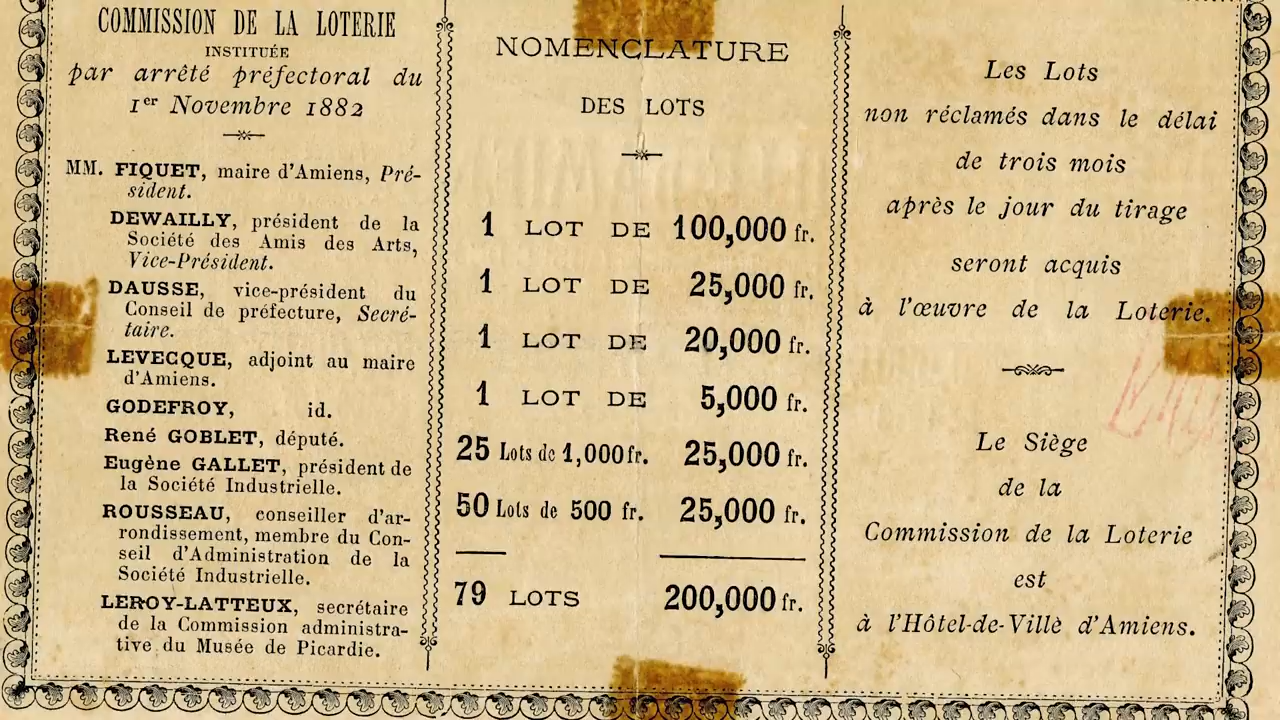 COMMISSION DE LA LOTERIE
INSTITUÉE
par arrêté préfectoral du
1er Novembre 1882
MM. FIQUET, maire d'Amiens, Pré-
sident.
DEWAILLY, président de la
Société des Amis des Arts,
Vice-Président.
DAUSSE, vice-président du
Conseil de préfecture, Secré-
taire.
LEVECQUE, adjoint au maire
d'Amiens.
GODEFROY, id.
René GOBLET, député.
Eugène GALLET, président de
la Société Industrielle.
ROUSSEAU, conseiller d'ar-
rondissement, membre du Con-
seil d'Administration de la
Société Industrielle.
LEROY-LATTEUX, secrétaire
de la Commission administra-
tive du Musée de Picardie.
NOMENCLATURE
DES LOTS
1 LOT DE 100,000 fr.
1 LOT DE 25,000 fr.
1 LOT DE 20,000 fr.
1 LOT DE 5,000 fr.
25 Lots de 1,000 fr. 25,000 fr.
50 Lots de 500 fr. 25,000 fr.
79 LOTS 200,000 fr.
Les Lots
non réclamés dans le délai
de trois mois
après le jour du tirage
seront acquis
à l'œuvre de la Loterie.
Le Siège
de la
Commission de la Loterie
est
à l'Hôtel-de-Ville d'Amiens.